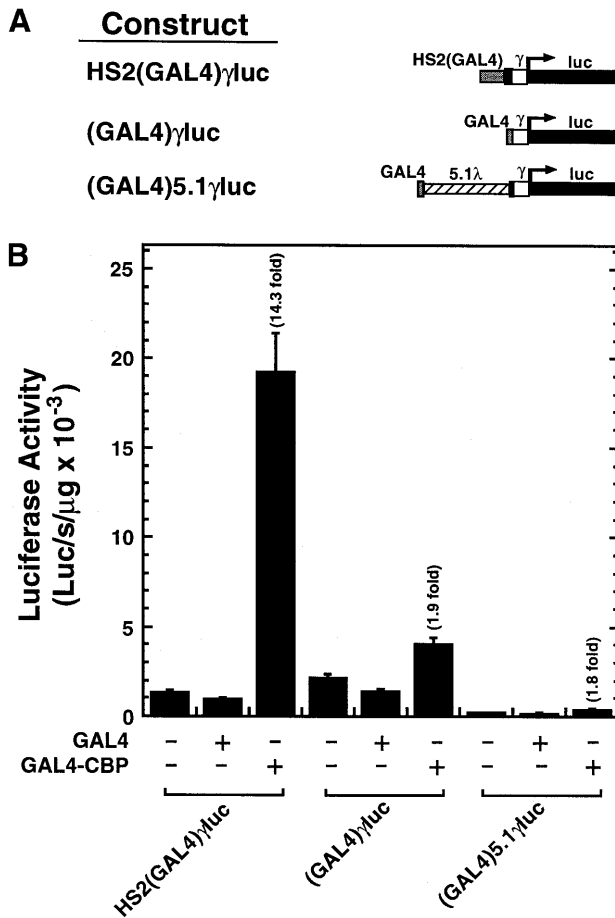 A
Construct
HS2(GAL4)γluc
HS2(GAL4) γ luc
(GAL4)γluc
GAL4 γ luc
(GAL4)5.1γluc
GAL4 5.1λ γ luc
B
Luciferase Activity
(Luc/s/μg x 10-3)
25
20
15
10
5
0
(14.3 fold)
(1.9 fold)
(1.8 fold)
GAL4 - + - - + - - + -
GAL4-CBP - - + - - + - - +
HS2(GAL4)γluc
(GAL4)γluc
(GAL4)5.1γluc